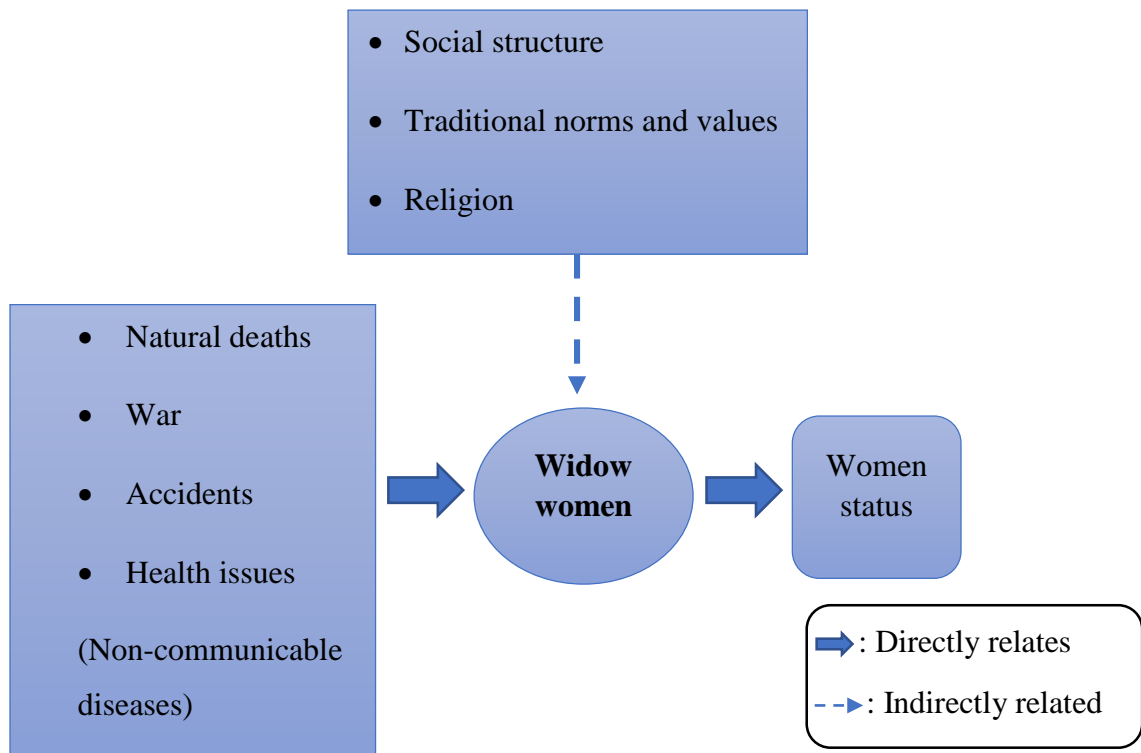 • Social structure
• Traditional norms and values
• Religion
• Natural deaths
• War
• Accidents
• Health issues
(Non-communicable
diseases)
Widow
women
Women
status
: Directly relates
: Indirectly related